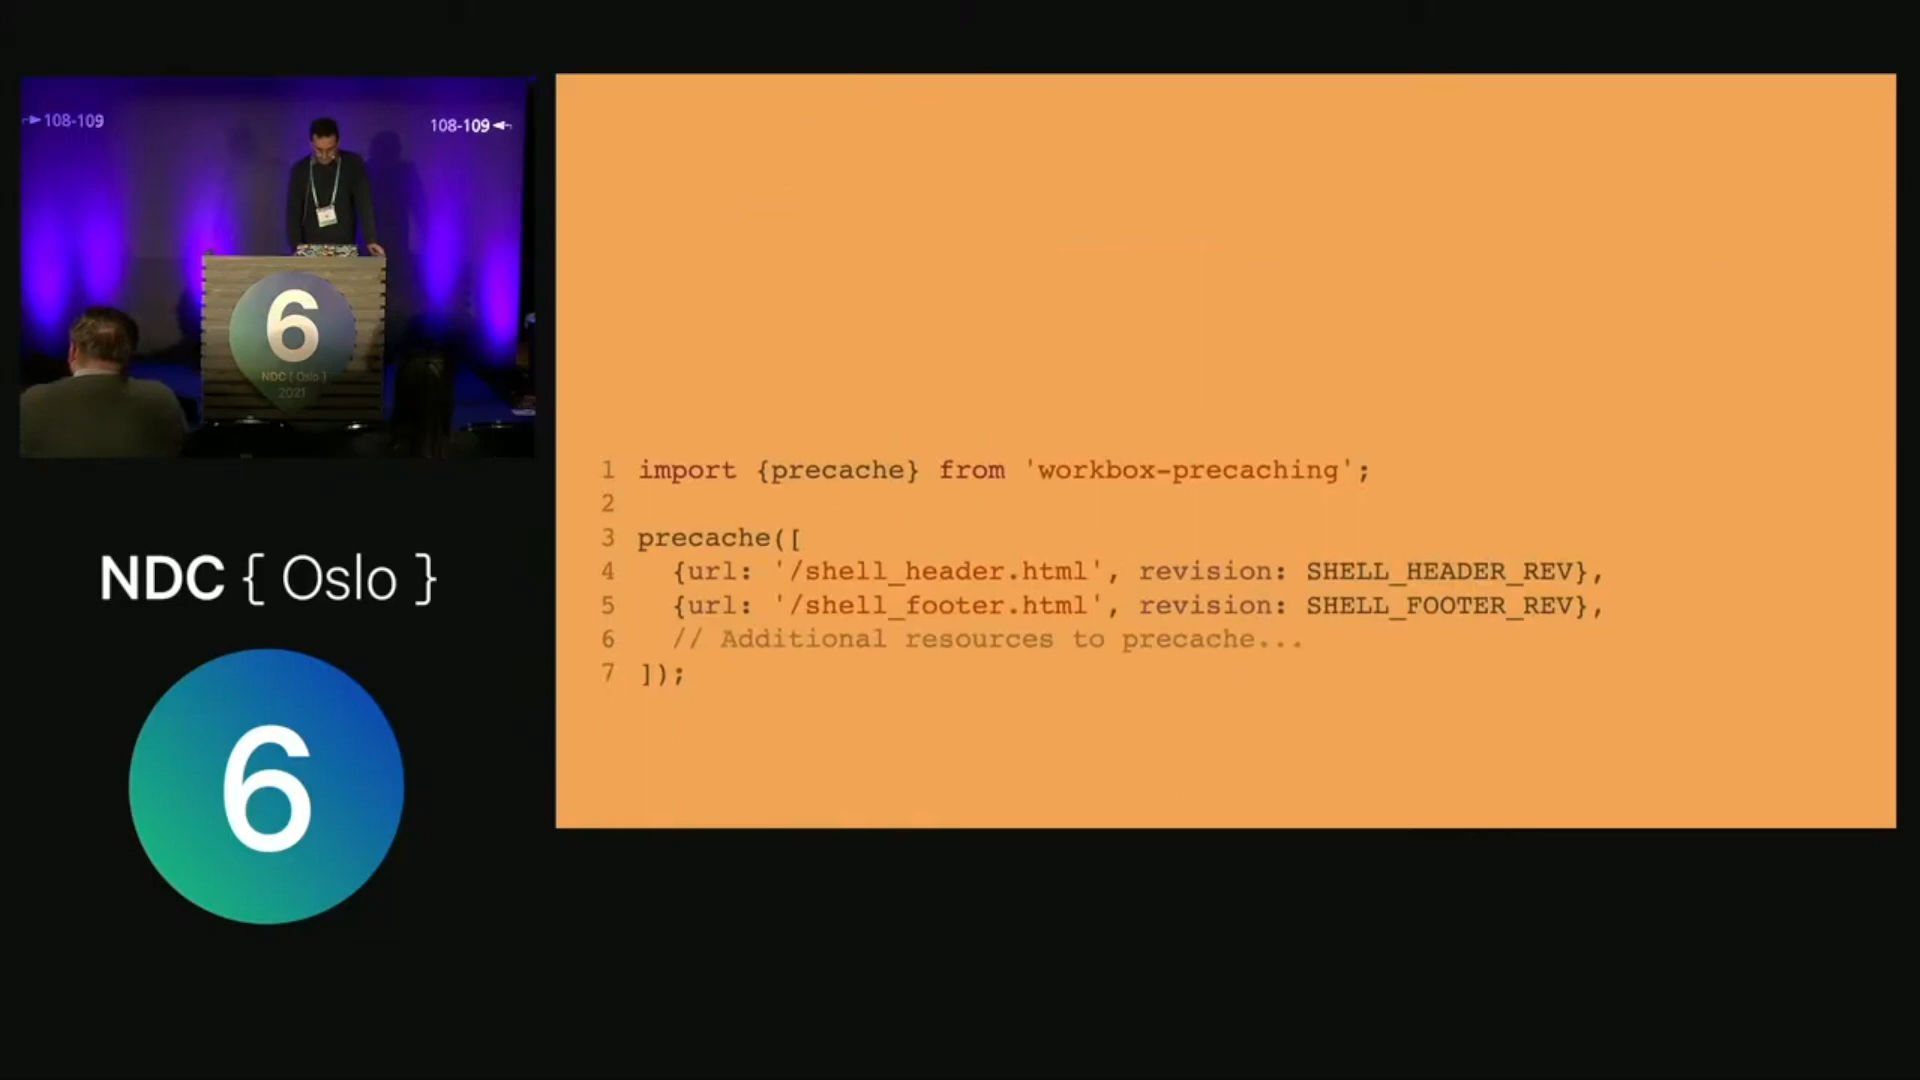 108-109
108-109
6
NDC { Oslo }
2021
NDC { Oslo }
6
1 import {precache} from 'workbox-precaching';
2
3 precache([
4 {url: '/shell_header.html', revision: SHELL_HEADER_REV},
5 {url: '/shell_footer.html', revision: SHELL_FOOTER_REV},
6 // Additional resources to precache...
7 ]);